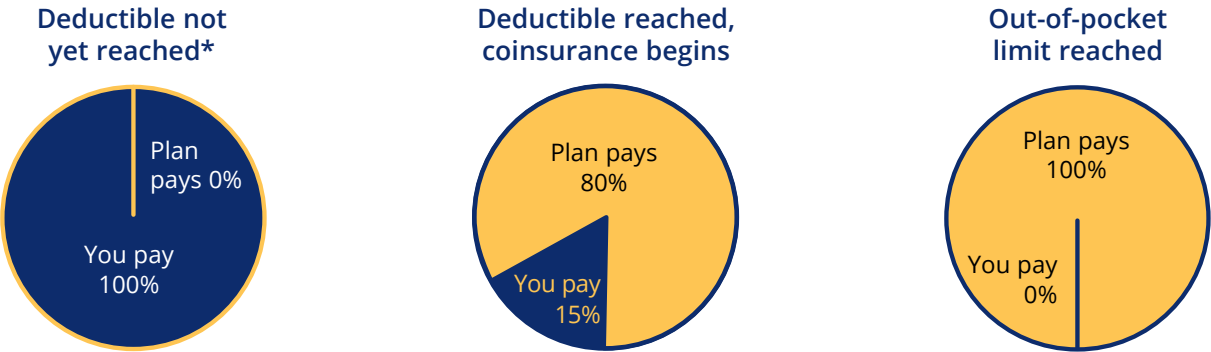 Deductible not
yet reached*
Plan
pays 0%
You pay
100%
Deductible reached,
coinsurance begins
Plan pays
80%
You pay
15%
Out-of-pocket
limit reached
Plan pays
100%
You pay
0%